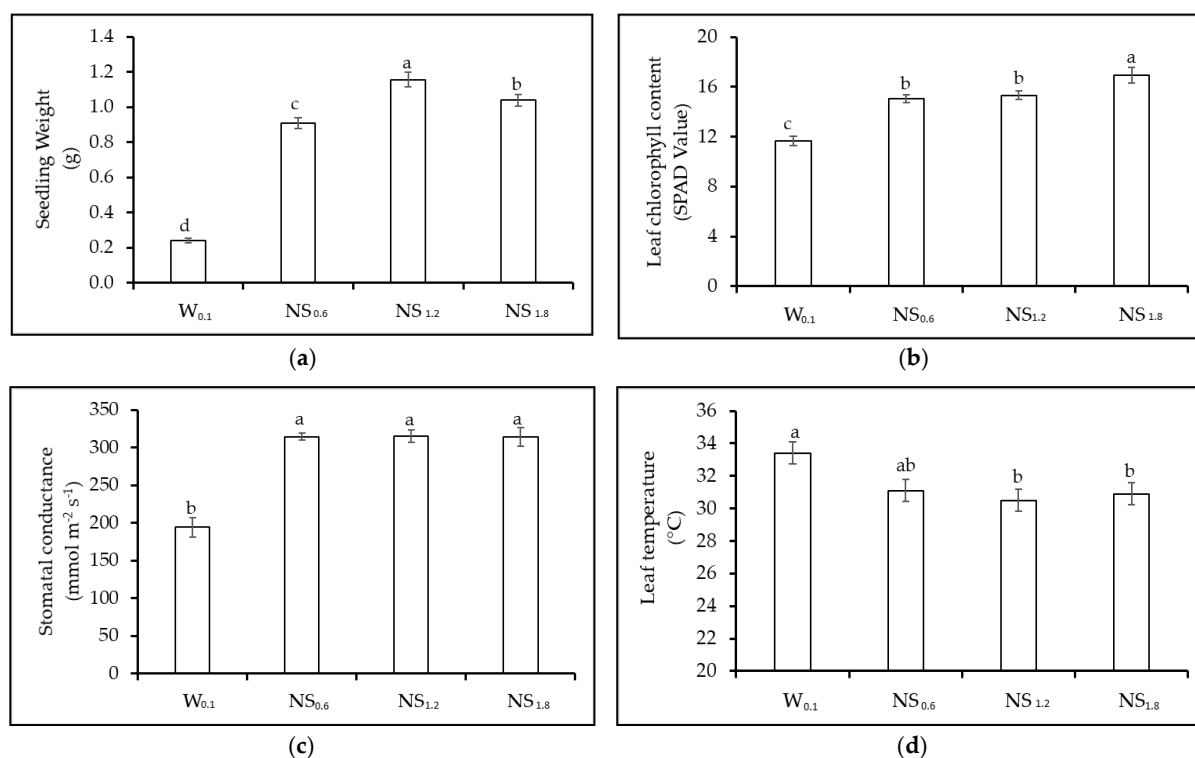 Seedling Weight
(g)
1.4
1.2
1.0
0.8
0.6
0.4
0.2
0.0
d
c
a
b
W0.1
NS0.6
NS 1.2
NS 1.8
(a)
Leaf chlorophyll content
(SPAD Value)
20
16
12
8
4
0
c
b
b
a
W0.1
NS0.6
NS1.2
NS 1.8
(b)
Stomatal conductance
(mmol m-2 s-1)
350
300
250
200
150
100
50
0
b
a
a
a
W0.1
NS0.6
NS1.2
NS1.8
(c)
Leaf temperature
(°C)
36
34
32
30
28
26
24
22
20
a
ab
b
b
W0.1
NS0.6
NS 1.2
NS1.8
(d)